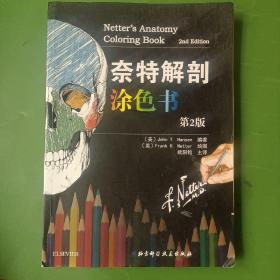 Netter's Anatomy
Coloring Book 2nd Edition
奈特解剖
涂色书
第2版
(美) John T. Hansen 编著
(美) Frank H. Netter 绘图
欧阳钧 主译
F. Netter M.D.
ELSEVIER
北京科学技术出版社